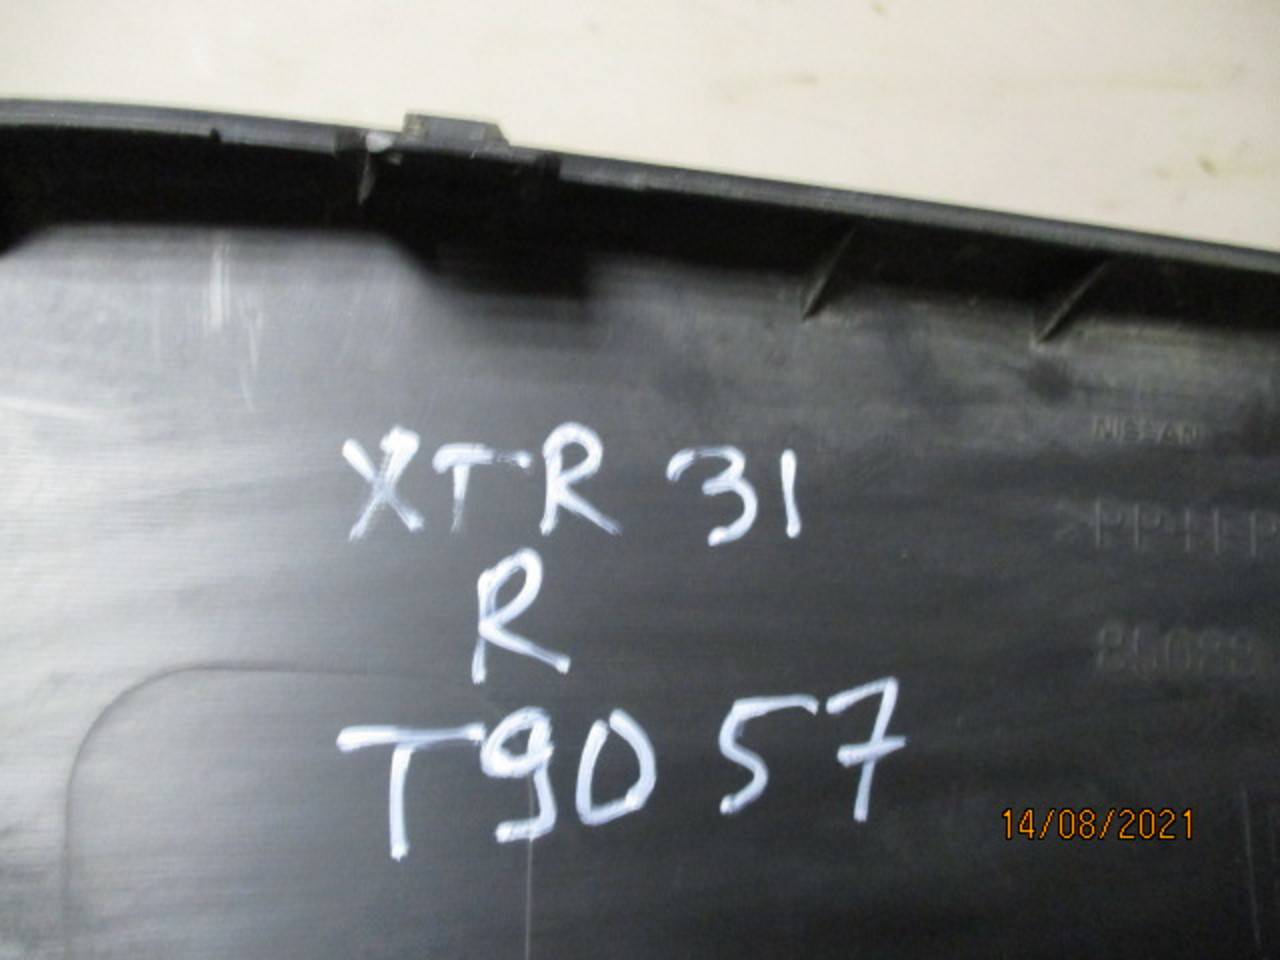 XTR 31
R
T9057
NISSAN
14/08/2021